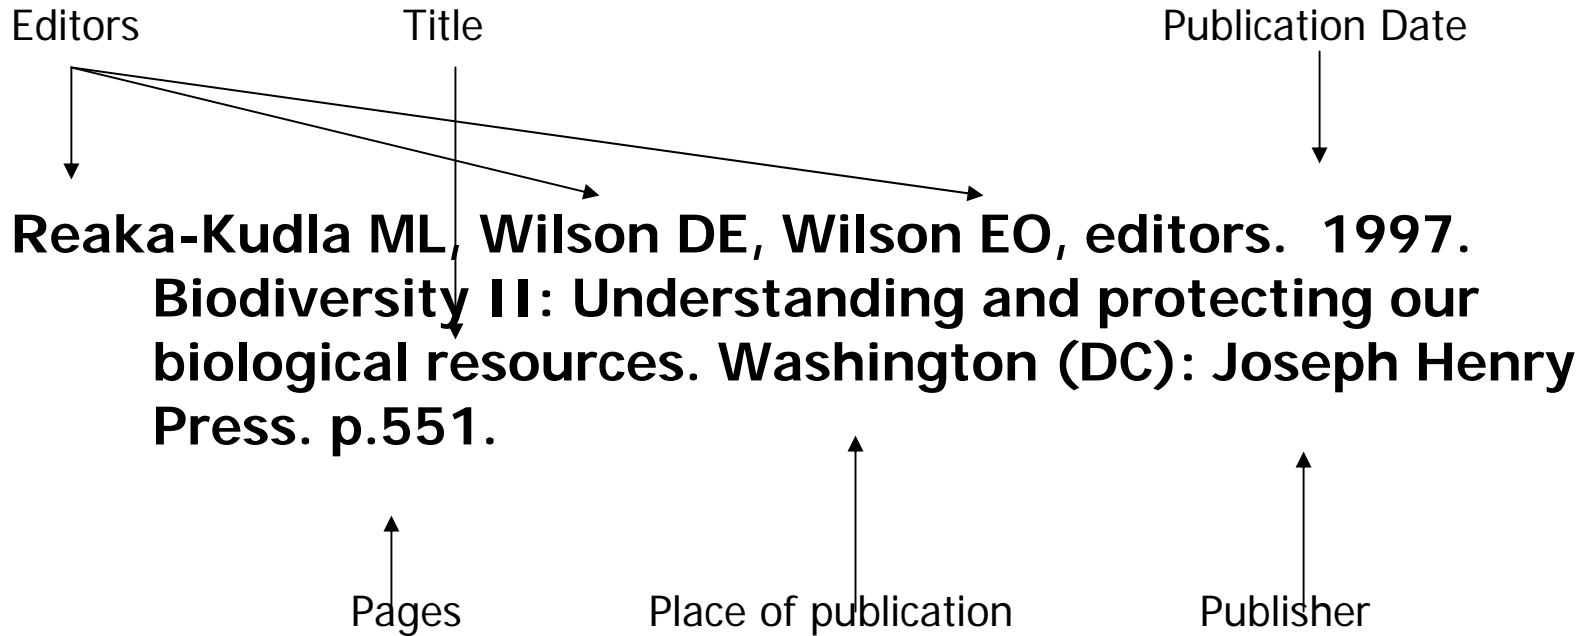 Editors Title Publication Date
Reaka-Kudla ML, Wilson DE, Wilson EO, editors. 1997.
Biodiversity II: Understanding and protecting our
biological resources. Washington (DC): Joseph Henry
Press. p.551.
Pages Place of publication Publisher